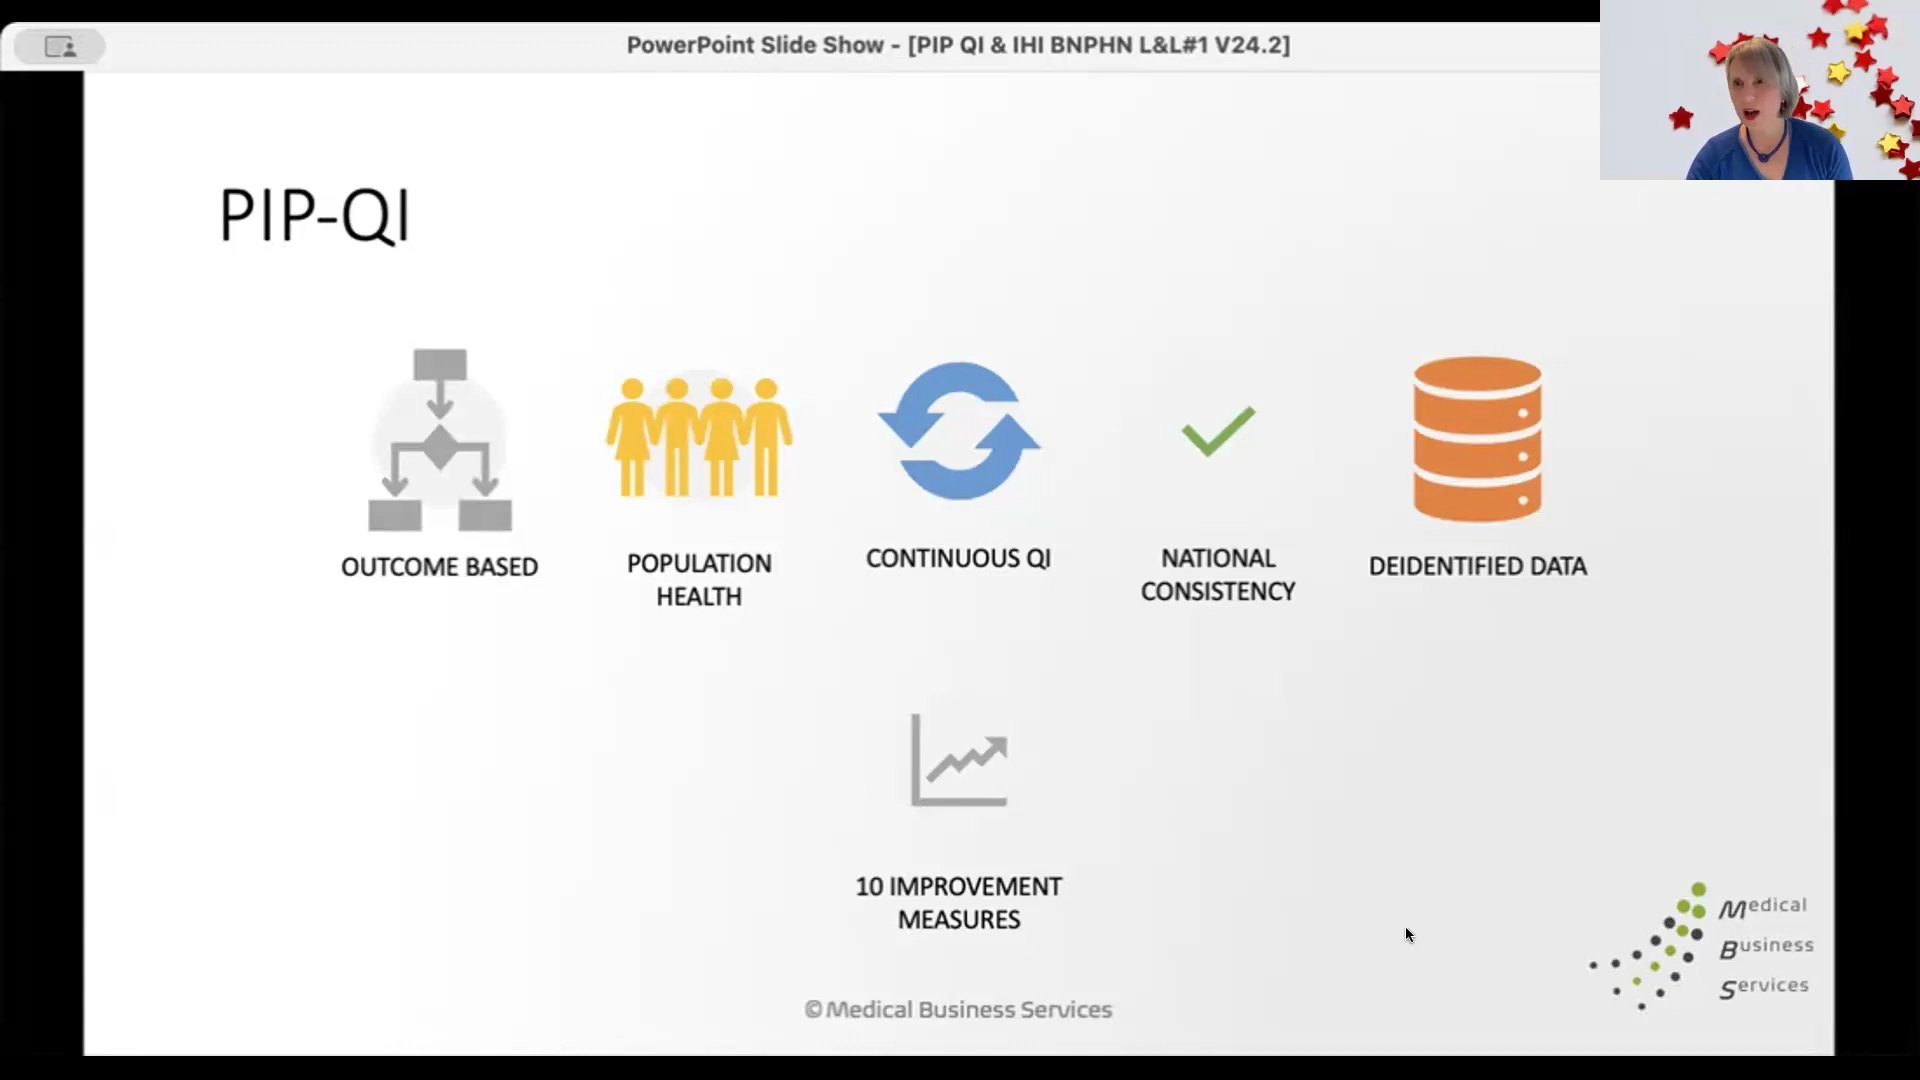 PowerPoint Slide Show - [PIP QI & IHI BNPHN L&L#1 V24.2]
PIP-QI
OUTCOME BASED
POPULATION
HEALTH
CONTINUOUS QI
NATIONAL
CONSISTENCY
DEIDENTIFIED DATA
10 IMPROVEMENT
MEASURES
Medical
Business
Services
© Medical Business Services